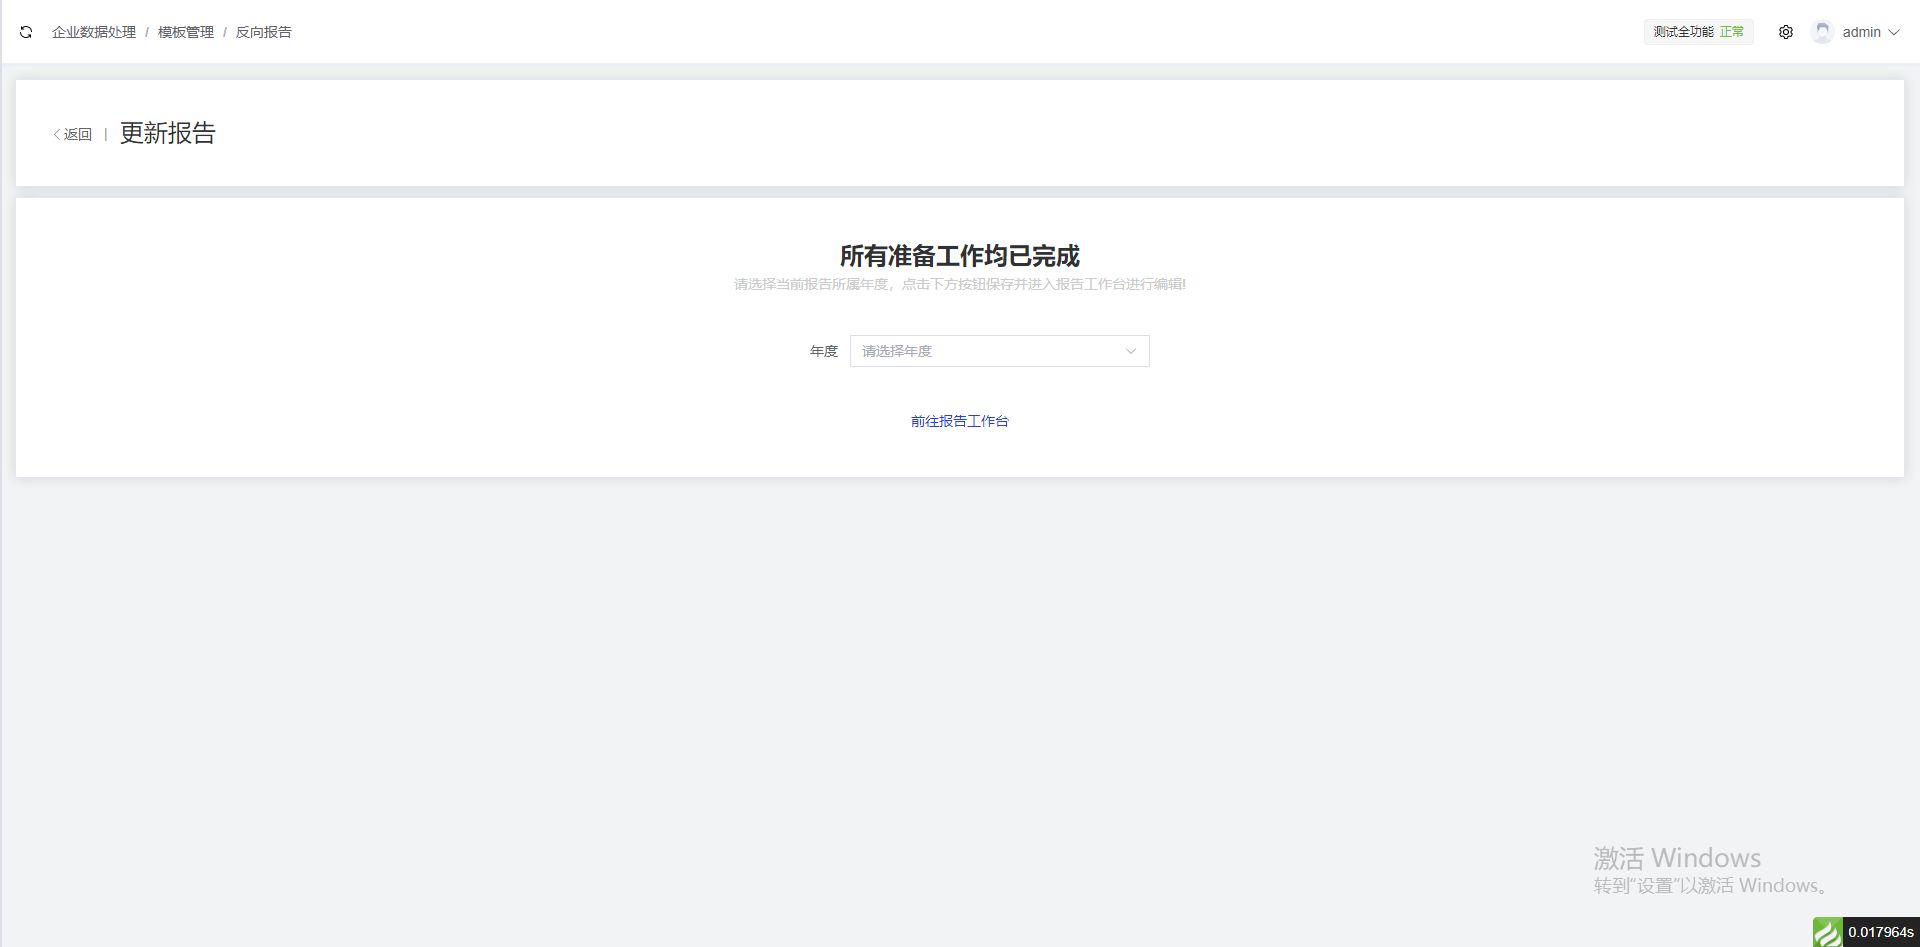 企业数据处理 / 模板管理 / 反向报告
测试全功能 正常
admin
返回 | 更新报告
所有准备工作均已完成
请选择当前报告所属年度，点击下方按钮保存并进入报告工作台进行编辑!
年度 请选择年度
前往报告工作台
激活 Windows
转到“设置”以激活 Windows。
0.017964s